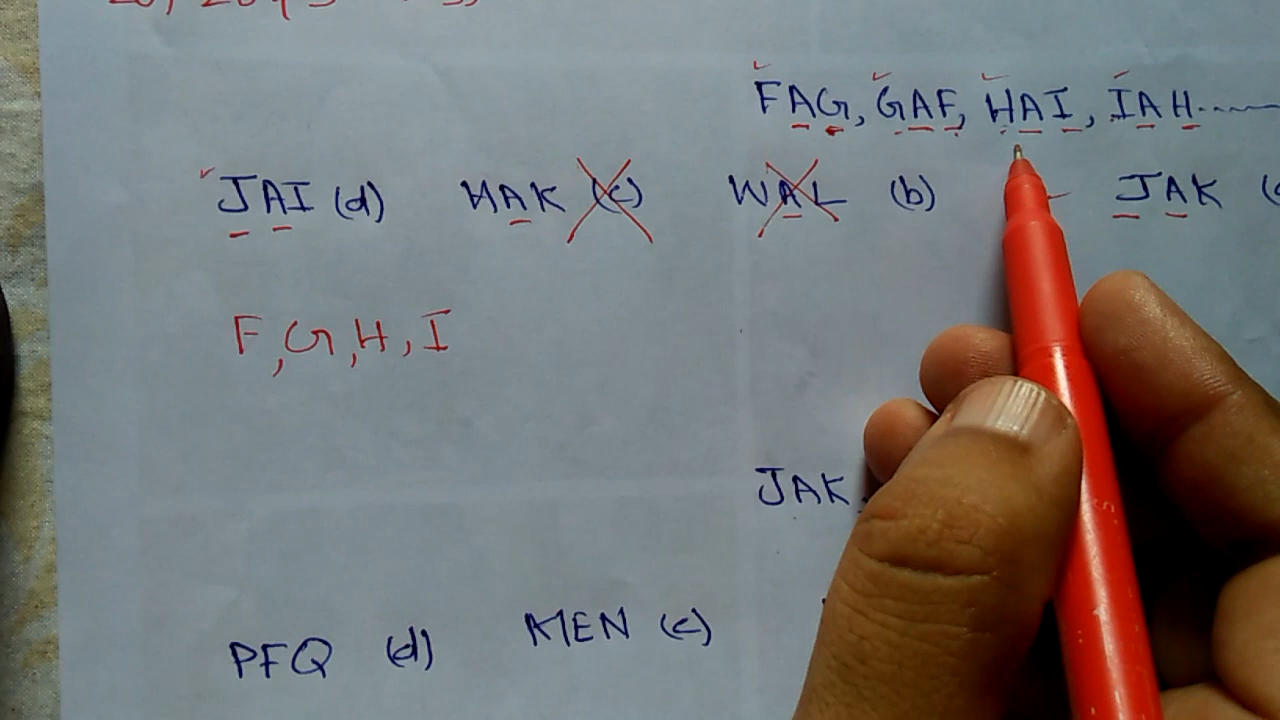 FAG, GAF, HAI, IAH......
JAI (d) HAK (c) WAL (b) JAK
F, G, H, I
JAK
PFQ (d) MEN (c)